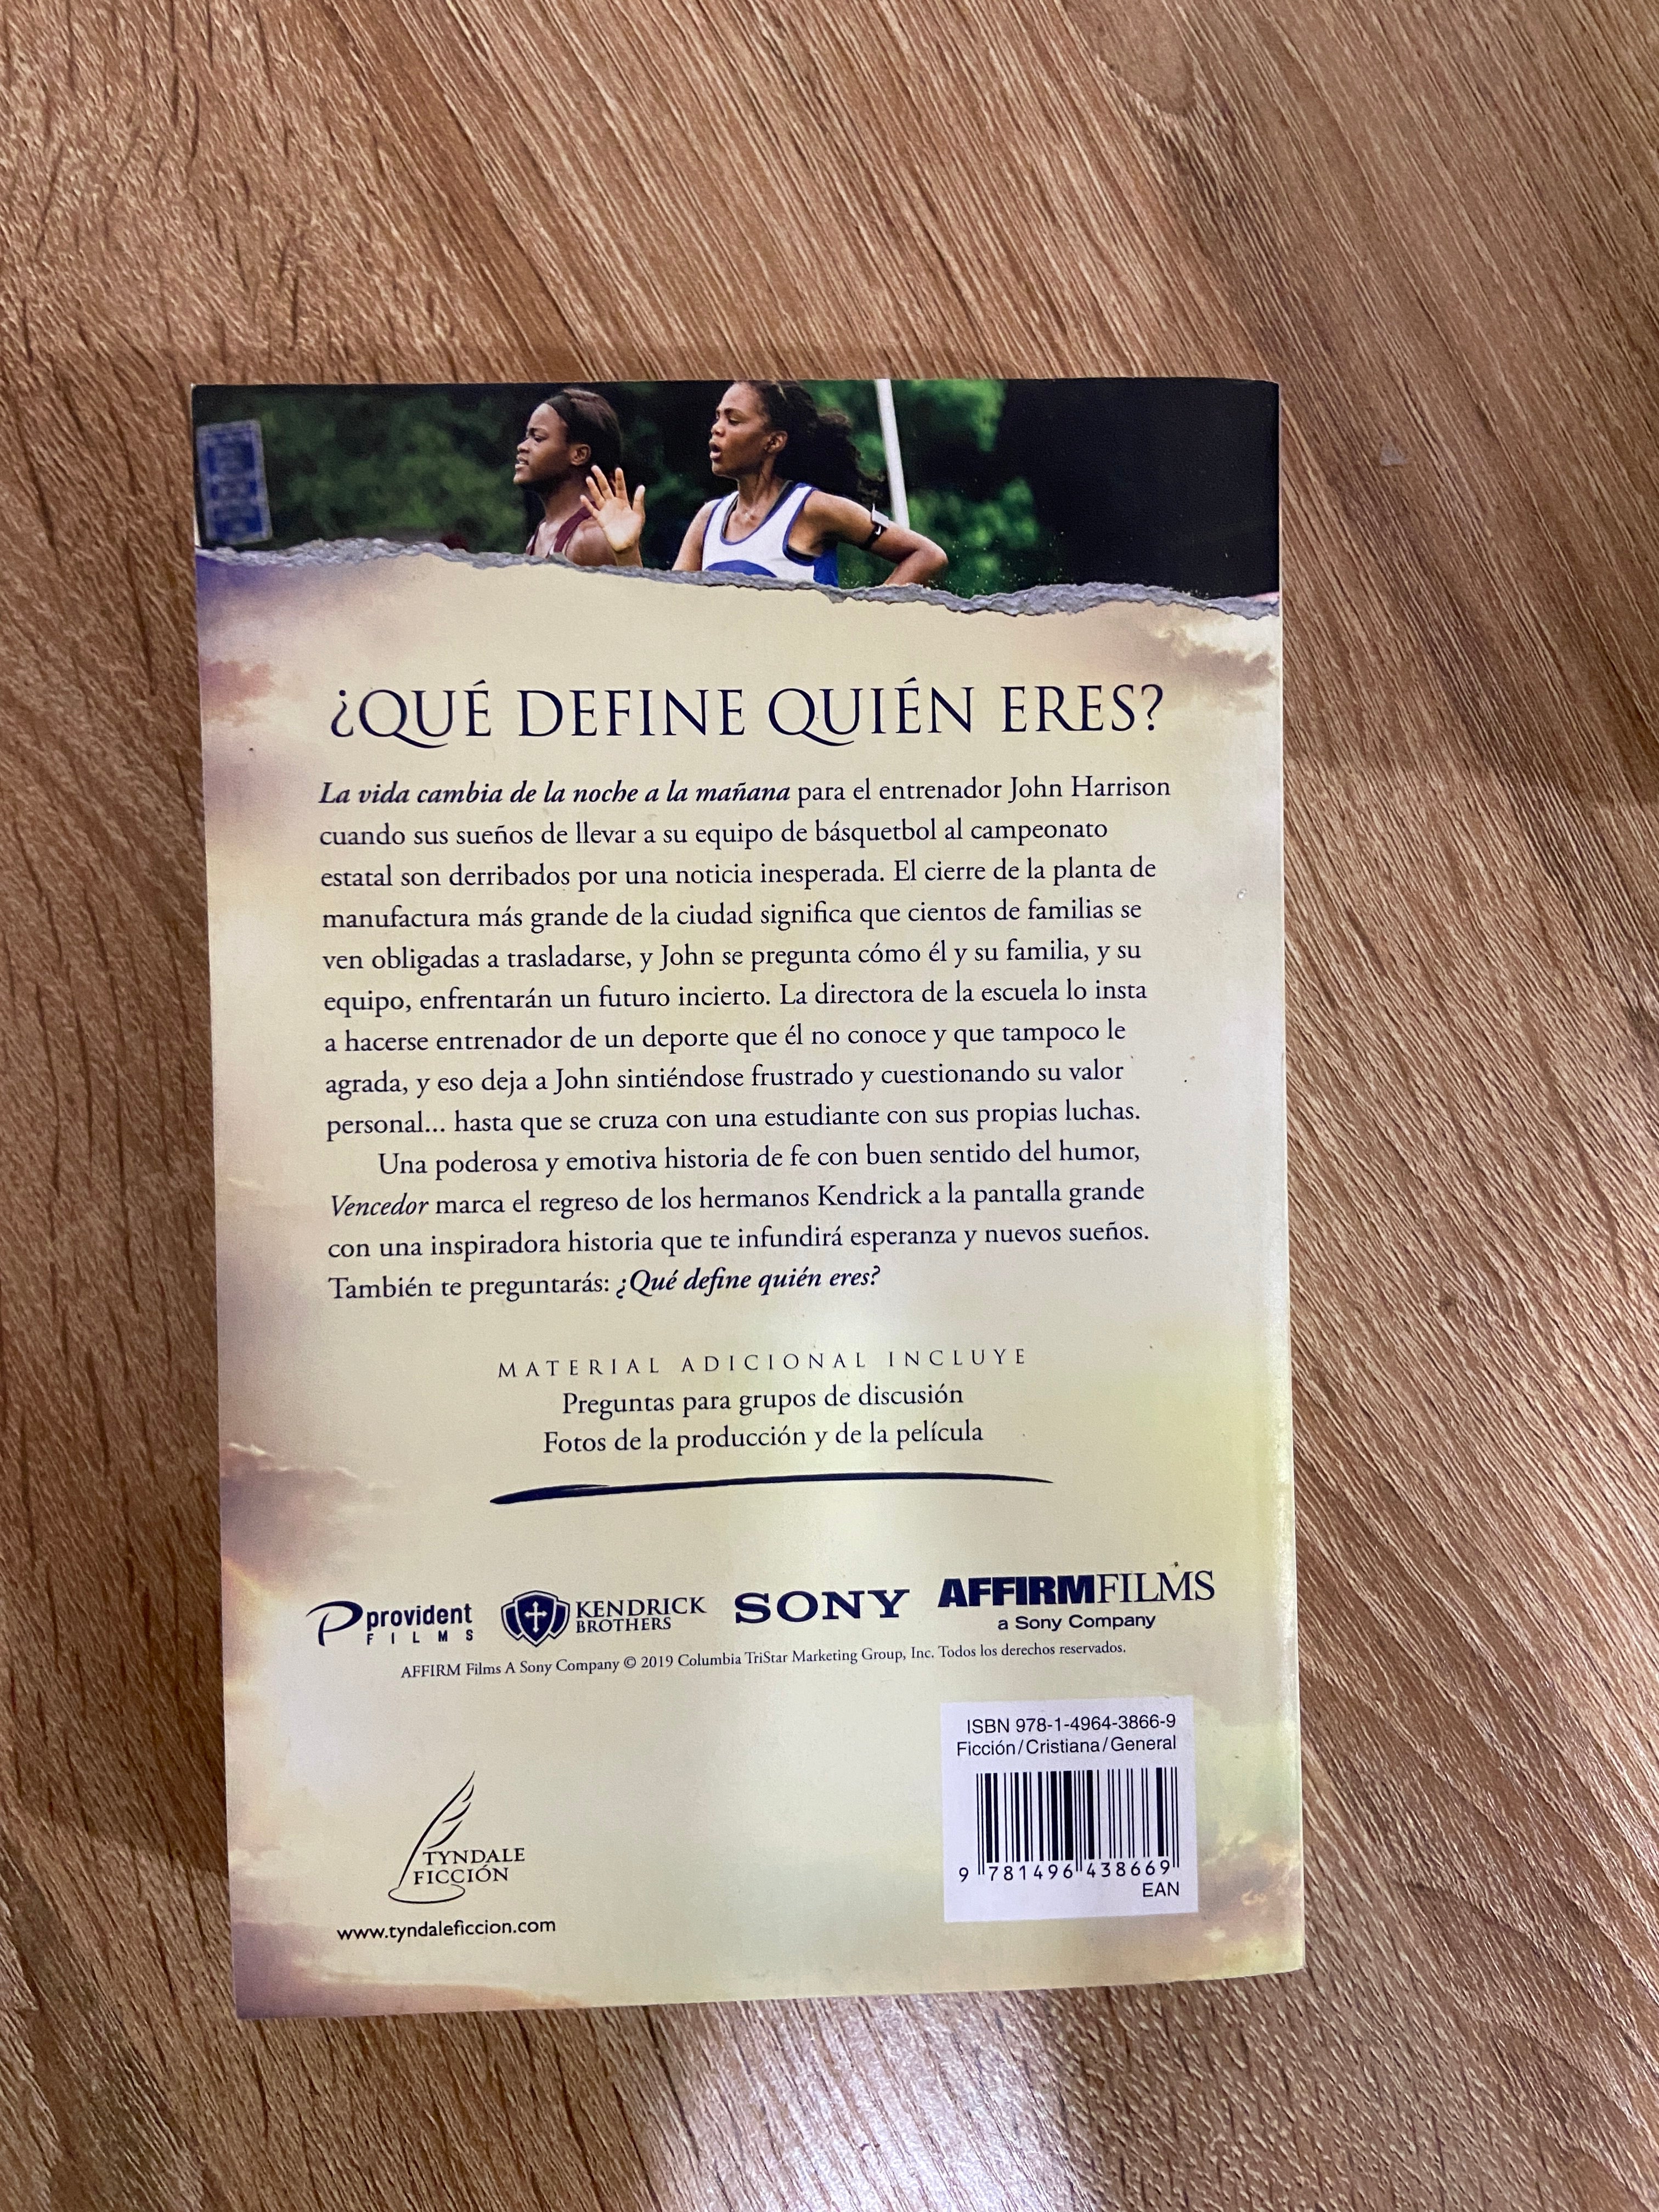 ¿QUÉ DEFINE QUIÉN ERES?
La vida cambia de la noche a la mañana para el entrenador John Harrison
cuando sus sueños de llevar a su equipo de básquetbol al campeonato
estatal son derribados por una noticia inesperada. El cierre de la planta de
manufactura más grande de la ciudad significa que cientos de familias se
ven obligadas a trasladarse, y John se pregunta cómo él y su familia, y su
equipo, enfrentarán un futuro incierto. La directora de la escuela lo insta
a hacerse entrenador de un deporte que él no conoce y que tampoco le
agrada, y eso deja a John sintiéndose frustrado y cuestionando su valor
personal... hasta que se cruza con una estudiante con sus propias luchas.
Una poderosa y emotiva historia de fe con buen sentido del humor,
Vencedor marca el regreso de los hermanos Kendrick a la pantalla grande
con una inspiradora historia que te infundirá esperanza y nuevos sueños.
También te preguntarás: ¿Qué define quién eres?
MATERIAL ADICIONAL INCLUYE
Preguntas para grupos de discusión
Fotos de la producción y de la película
provident
FILMS
KENDRICK
BROTHERS
SONY
AFFIRMFILMS
a Sony Company
AFFIRM Films A Sony Company © 2019 Columbia TriStar Marketing Group, Inc. Todos los derechos reservados.
ISBN 978-1-4964-3866-9
Ficción/Cristiana/General
9 781496 438669
EAN
TYNDALE
FICCIÓN
www.tyndaleficcion.com